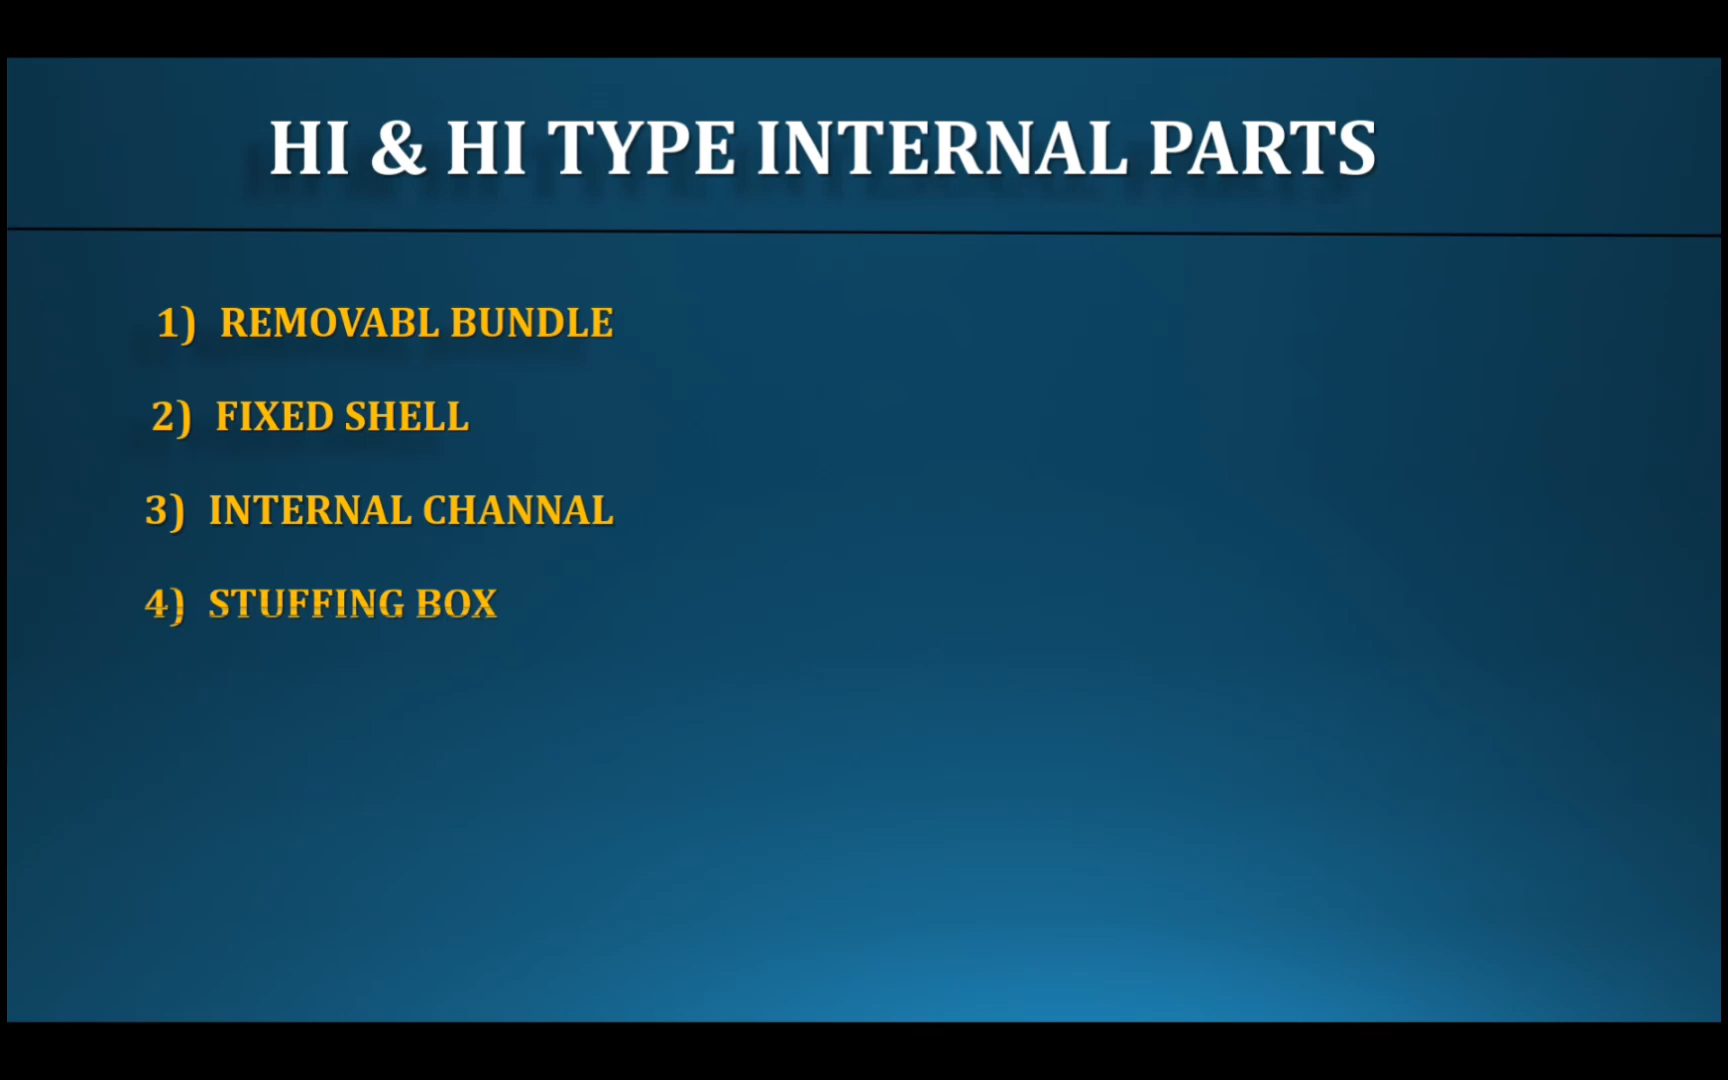 HI & HI TYPE INTERNAL PARTS
1) REMOVABL BUNDLE
2) FIXED SHELL
3) INTERNAL CHANNAL
4) STUFFING BOX